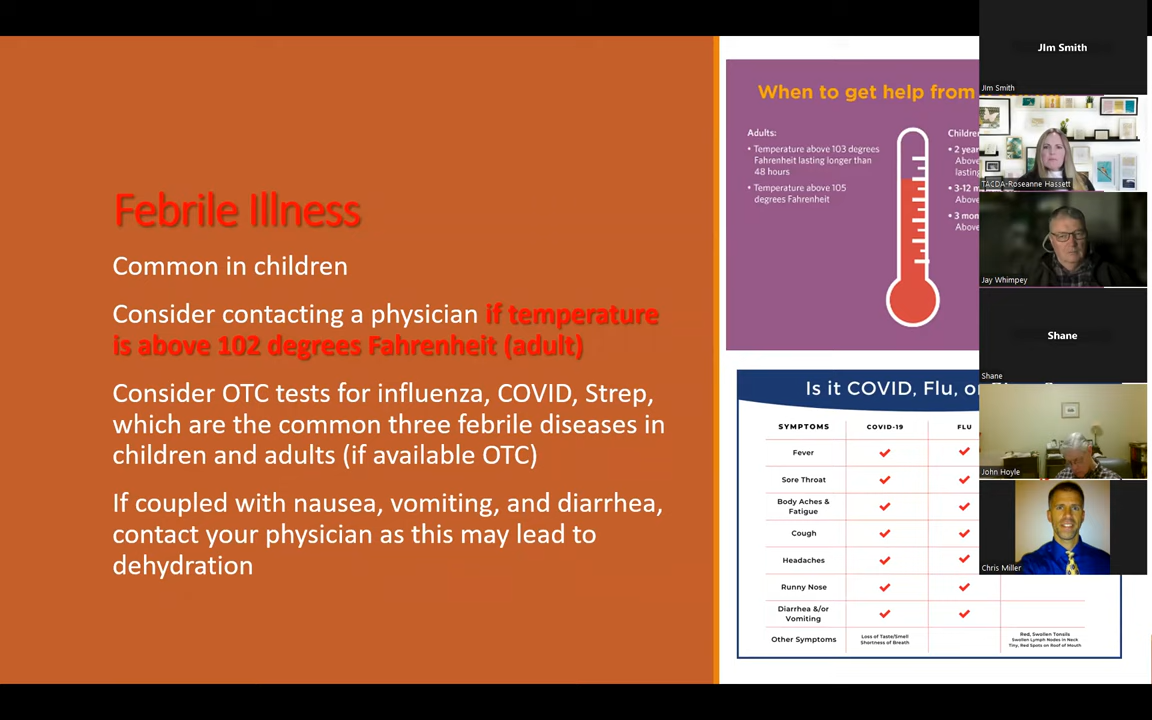 Febrile Illness
Common in children
Consider contacting a physician if temperature
is above 102 degrees Fahrenheit (adult)
Consider OTC tests for influenza, COVID, Strep,
which are the common three febrile diseases in
children and adults (if available OTC)
If coupled with nausea, vomiting, and diarrhea,
contact your physician as this may lead to
dehydration
When to get help from
Adults:
• Temperature above 103 degrees
Fahrenheit lasting longer than
48 hours
• Temperature above 105
degrees Fahrenheit
Children
• 2 year
Above
lasting
• 3-12 m
Above
• 3 mon
Above
Is it COVID, Flu, or
SYMPTOMS COVID-19 FLU
Fever ✓ ✓
Sore Throat ✓ ✓
Body Aches &
Fatigue ✓ ✓
Cough ✓ ✓
Headaches ✓ ✓
Runny Nose ✓ ✓
Diarrhea &/or
Vomiting ✓ ✓
Other Symptoms
Loss of Taste/Smell
Shortness of Breath
Red, Swollen Tonsils
Swollen Lymph Nodes in Neck
Tiny, Red Spots on Roof of Mouth
JIm Smith
JIm Smith
TACDA-Roseanne Hassett
Jay Whimpey
Shane
Shane
John Hoyle
Chris Miller